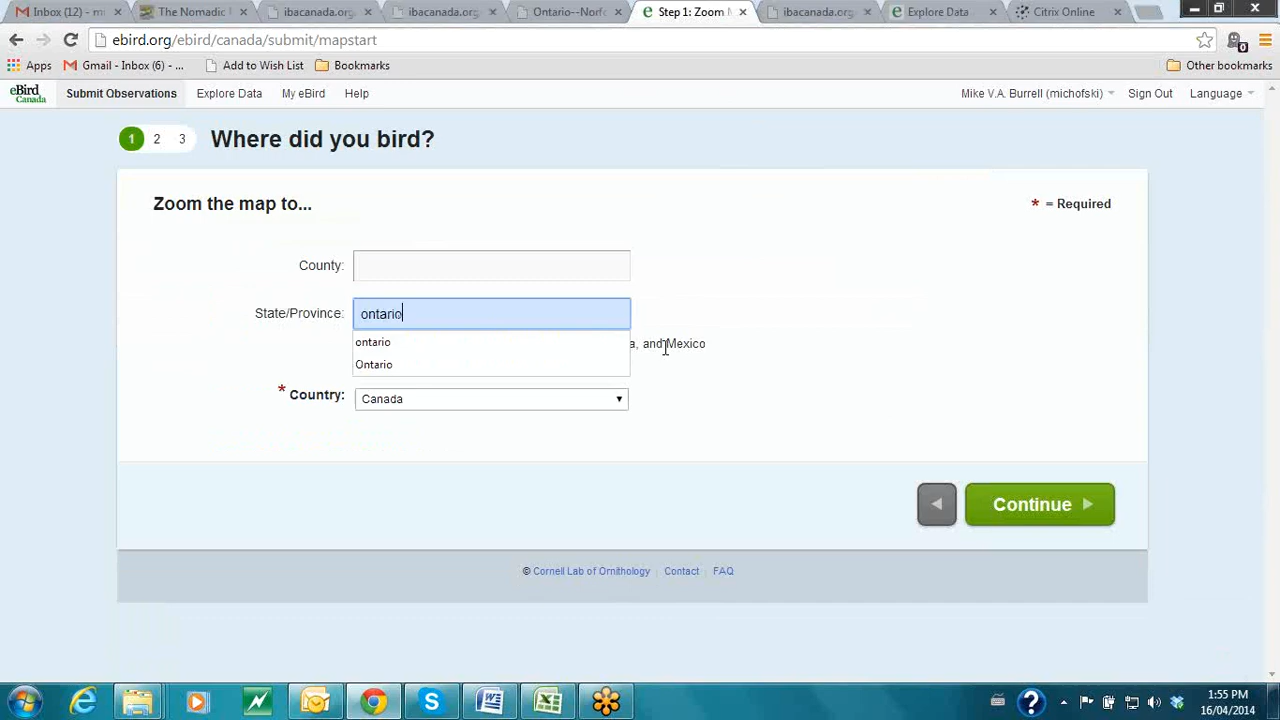 Inbox (12) - m
The Nomadic
ibacanada.org
ibacanada.org
Ontario--Norf
Step 1: Zoom M
ibacanada.org
Explore Data
Citrix Online
ebird.org/ebird/canada/submit/mapstart
0
Apps
Gmail - Inbox (6) - ...
Add to Wish List
Bookmarks
Other bookmarks
eBird Canada
Submit Observations
Explore Data
My eBird
Help
Mike V.A. Burrell (michofski)
Sign Out
Language
1 2 3 Where did you bird?
Zoom the map to...
* = Required
County:
State/Province: ontario
ontario
a, and Mexico
Ontario
* Country: Canada
Continue
© Cornell Lab of Ornithology | Contact | FAQ
1:55 PM
16/04/2014